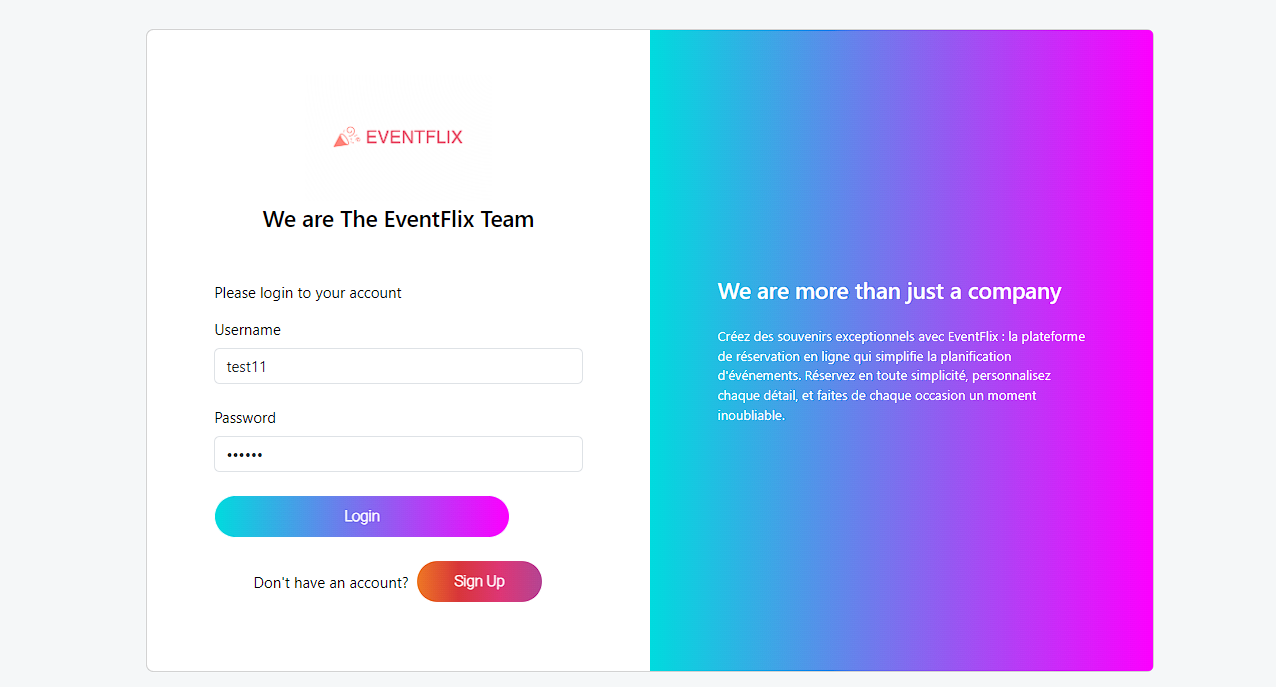 EVENTFLIX
We are The EventFlix Team
Please login to your account
Username
test11
Password
••••••
Login
Don't have an account?
Sign Up
We are more than just a company
Créez des souvenirs exceptionnels avec EventFlix : la plateforme
de réservation en ligne qui simplifie la planification
d'événements. Réservez en toute simplicité, personnalisez
chaque détail, et faites de chaque occasion un moment
inoubliable.